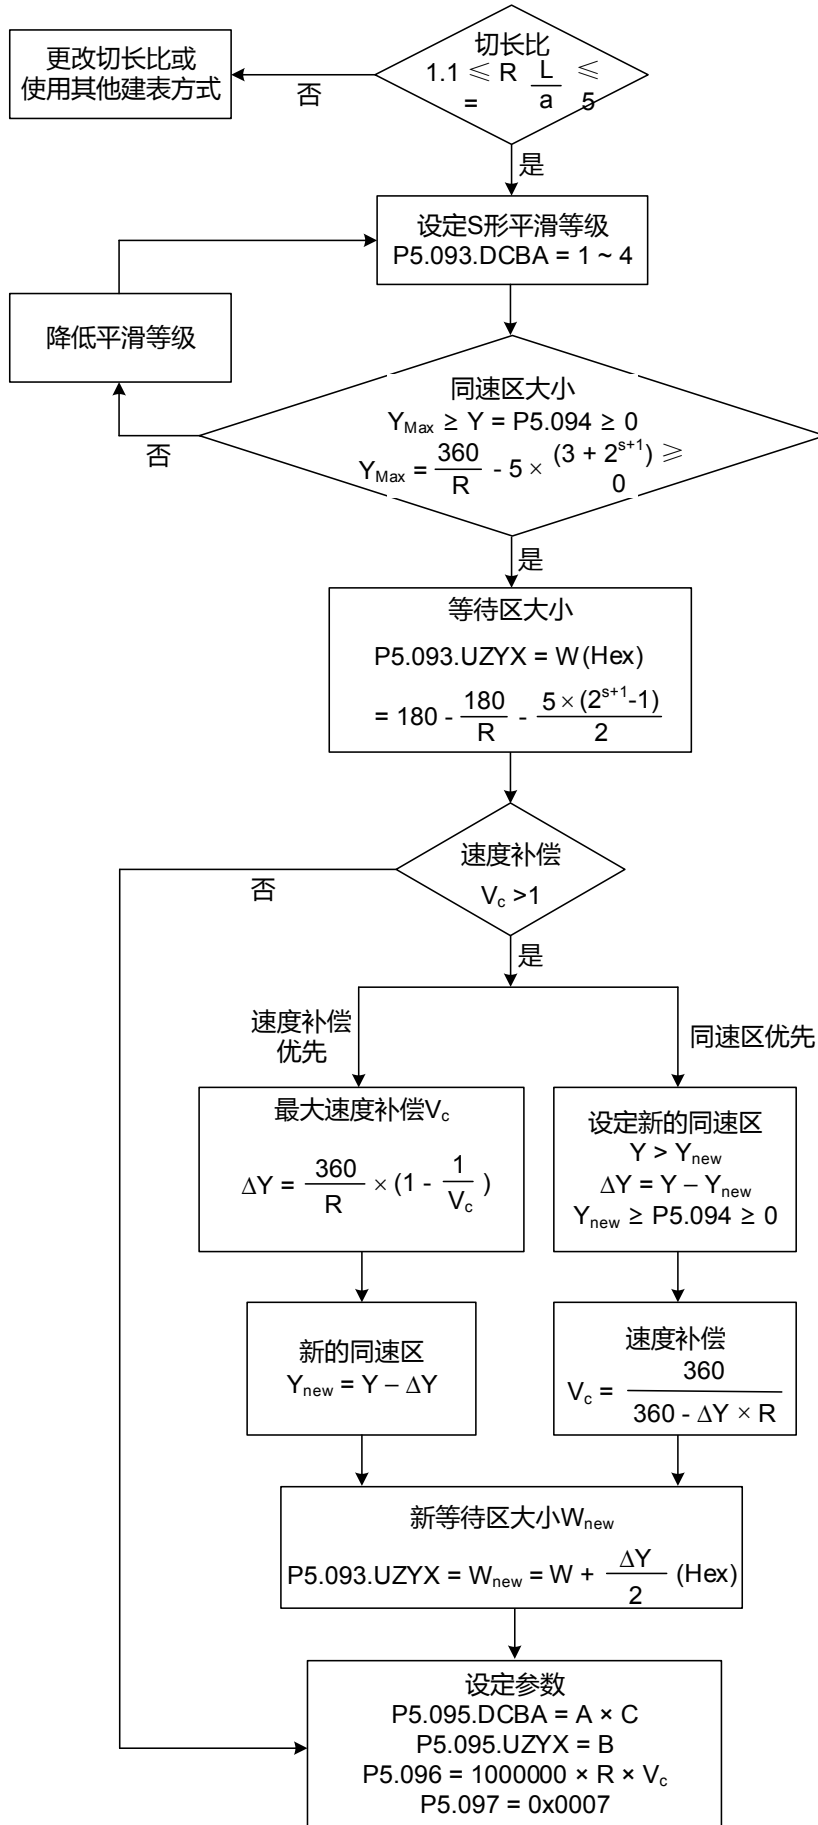 切长比
1.1 ≤ R = L/a ≤ 5
否
更改切长比或
使用其他建表方式
是
设定S形平滑等级
P5.093.DCBA = 1 ~ 4
降低平滑等级
同速区大小
Y_Max ≥ Y = P5.094 ≥ 0
Y_Max = 360/R - 5 × (3 + 2^{s+1}) ≥ 0
否
是
等待区大小
P5.093.UZYX = W(Hex)
= 180 - 180/R - 5×(2^{s+1}-1)/2
速度补偿
V_c >1
否
是
速度补偿
优先
同速区优先
最大速度补偿V_c
ΔY = 360/R × (1 - 1/V_c)
设定新的同速区
Y > Y_new
ΔY = Y – Y_new
Y_new ≥ P5.094 ≥ 0
新的同速区
Y_new = Y – ΔY
速度补偿
V_c = 360/(360 - ΔY × R)
新等待区大小W_new
P5.093.UZYX = W_new = W + ΔY/2 (Hex)
设定参数
P5.095.DCBA = A × C
P5.095.UZYX = B
P5.096 = 1000000 × R × V_c
P5.097 = 0x0007